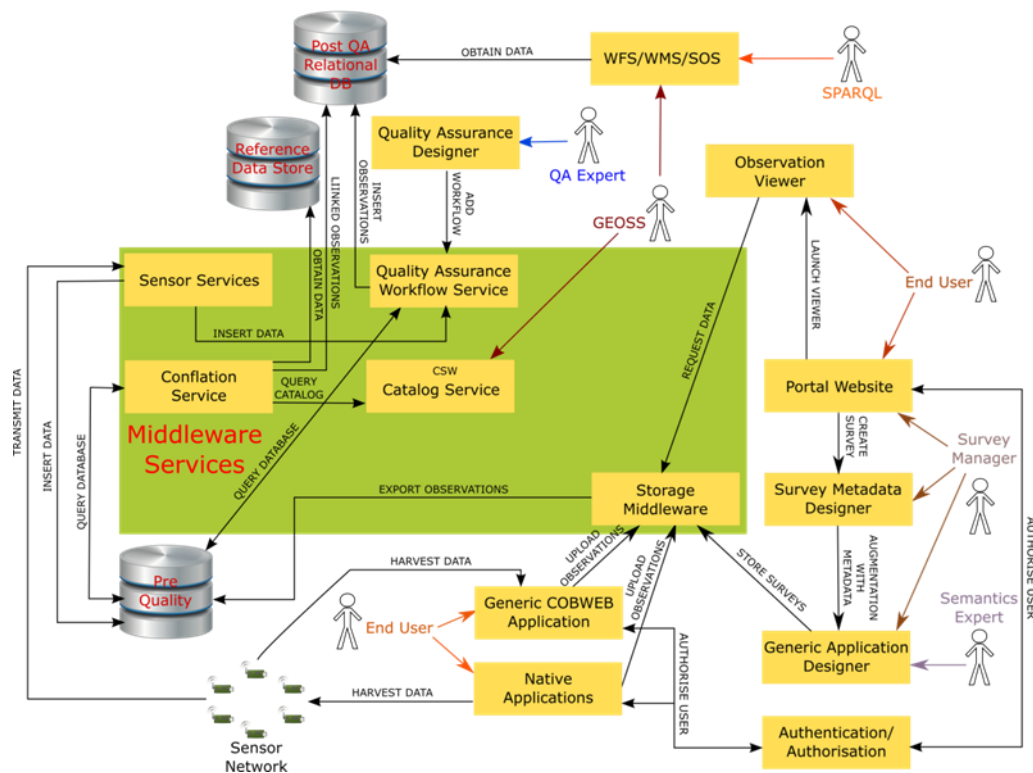 Post QA
Relational
DB
OBTAIN DATA
WFS/WMS/SOS
SPARQL
Reference
Data Store
Quality Assurance
Designer
QA Expert
Observation
Viewer
LIINKED OBSERVATIONS
INSERT
OBSERVATIONS
ADD
WORKFLOW
GEOSS
Sensor Services
OBTAIN DATA
Quality Assurance
Workflow Service
INSERT DATA
REQUEST DATA
LAUNCH VIEWER
End User
Conflation
Service
QUERY
CATALOG
CSW
Catalog Service
Portal Website
TRANSMIT DATA
INSERT DATA
QUERY DATABASE
Middleware
Services
QUERY DATABASE
CREATE
SURVEY
Survey
Manager
EXPORT OBSERVATIONS
Storage
Middleware
Survey Metadata
Designer
Pre
Quality
HARVEST DATA
UPLOAD
OBSERVATIONS
UPLOAD
OBSERVATIONS
STORE SURVEYS
AUGMENTATION
WITH
METADATA
AUTHORISE USER
End User
Generic COBWEB
Application
Semantics
Expert
Generic Application
Designer
HARVEST DATA
Native
Applications
AUTHORISE USER
Sensor
Network
Authentication/
Authorisation